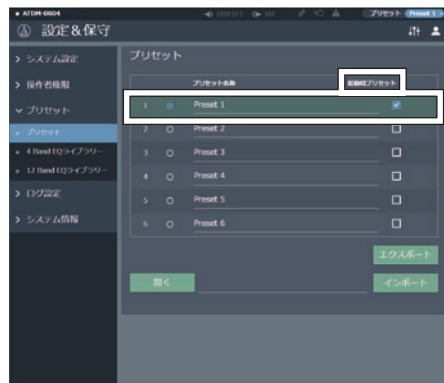 ATDM-0604
プリセット Preset 1
設定＆保守
システム設定
操作者権限
プリセット
プリセット
4 Band EQライブラリー
12 Band EQライブラリー
ログ設定
システム情報
プリセット
プリセット名称 起動時プリセット
1 Preset 1
2 Preset 2
3 Preset 3
4 Preset 4
5 Preset 5
6 Preset 6
エクスポート
開く インポート